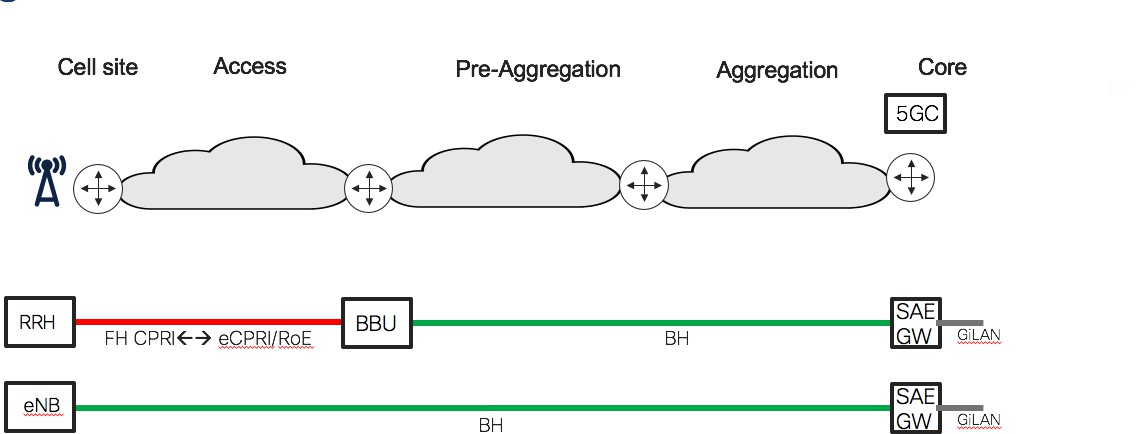 Cell site
Access
Pre-Aggregation
Aggregation
Core
5GC
RRH
FH CPRI←→ eCPRI/RoE
BBU
BH
SAE
GW
GiLAN
eNB
BH
SAE
GW
GiLAN